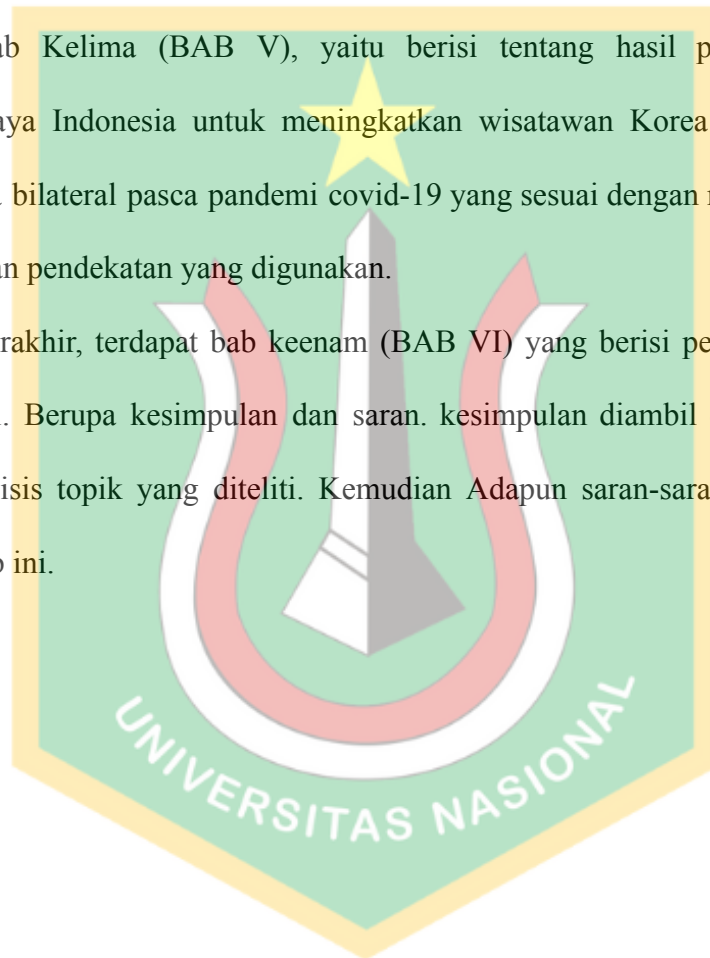 ab Kelima (BAB V), yaitu berisi tentang hasil p
aya Indonesia untuk meningkatkan wisatawan Korea
bilateral pasca pandemi covid-19 yang sesuai dengan
an pendekatan yang digunakan.
rakhir, terdapat bab keenam (BAB VI) yang berisi pe
Berupa kesimpulan dan saran. kesimpulan diambil
isis topik yang diteliti. Kemudian Adapun saran-sara
ini.
UNIVERSITAS NASIONAL